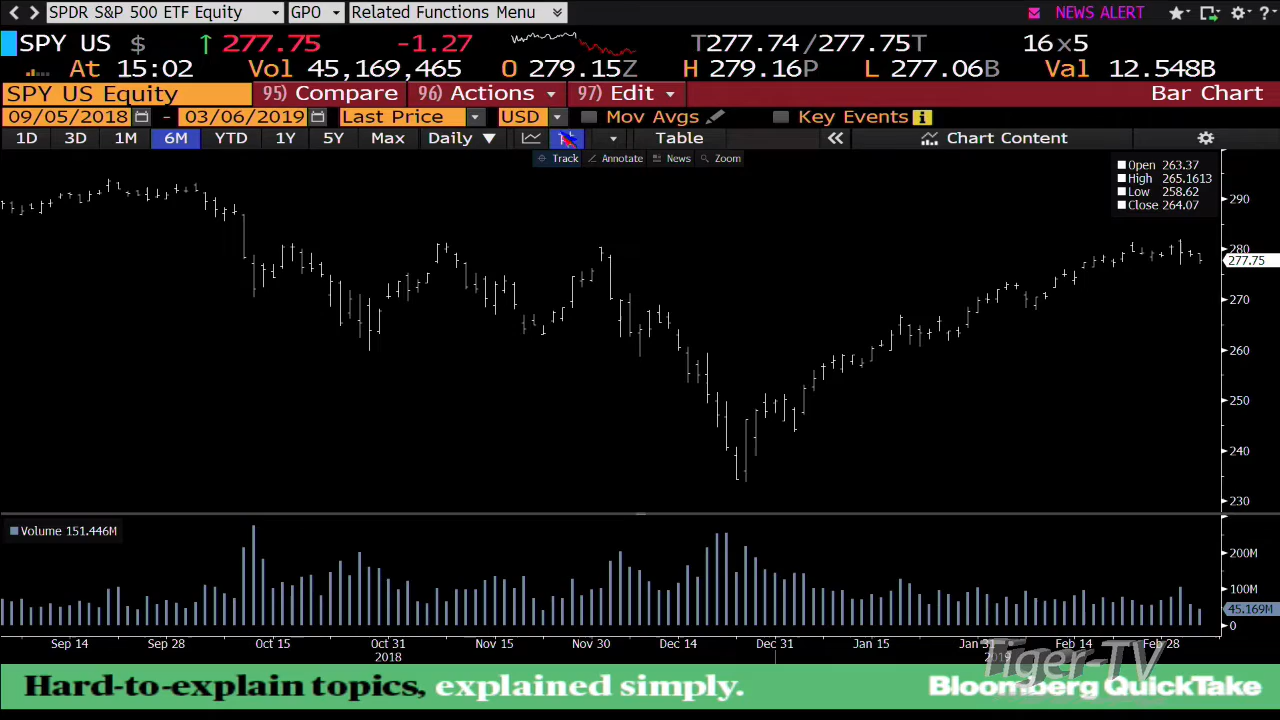 SPDR S&P 500 ETF Equity GPO Related Functions Menu NEWS ALERT ?
SPY US $ ↑ 277.75 -1.27 T277.74/277.75T 16x5
At 15:02 Vol 45,169,465 O 279.15Z H 279.16P L 277.06B Val 12.548B
SPY US Equity 95) Compare 96) Actions 97) Edit Bar Chart
09/05/2018 - 03/06/2019 Last Price USD Mov Avgs Key Events i
1D 3D 1M 6M YTD 1Y 5Y Max Daily ▼ Table « Chart Content
Track Annotate News Zoom
Open 263.37
High 265.1613
Low 258.62
Close 264.07
290
280
277.75
270
260
250
240
230
Volume 151.446M
200M
100M
45.169M
0
Sep 14 Sep 28 Oct 15 Oct 31 Nov 15 Nov 30 Dec 14 Dec 31 Jan 15 Jan 31 Feb 14 Feb 28
2018 2019
Tiger-TV
Hard-to-explain topics, explained simply. Bloomberg QuickTake